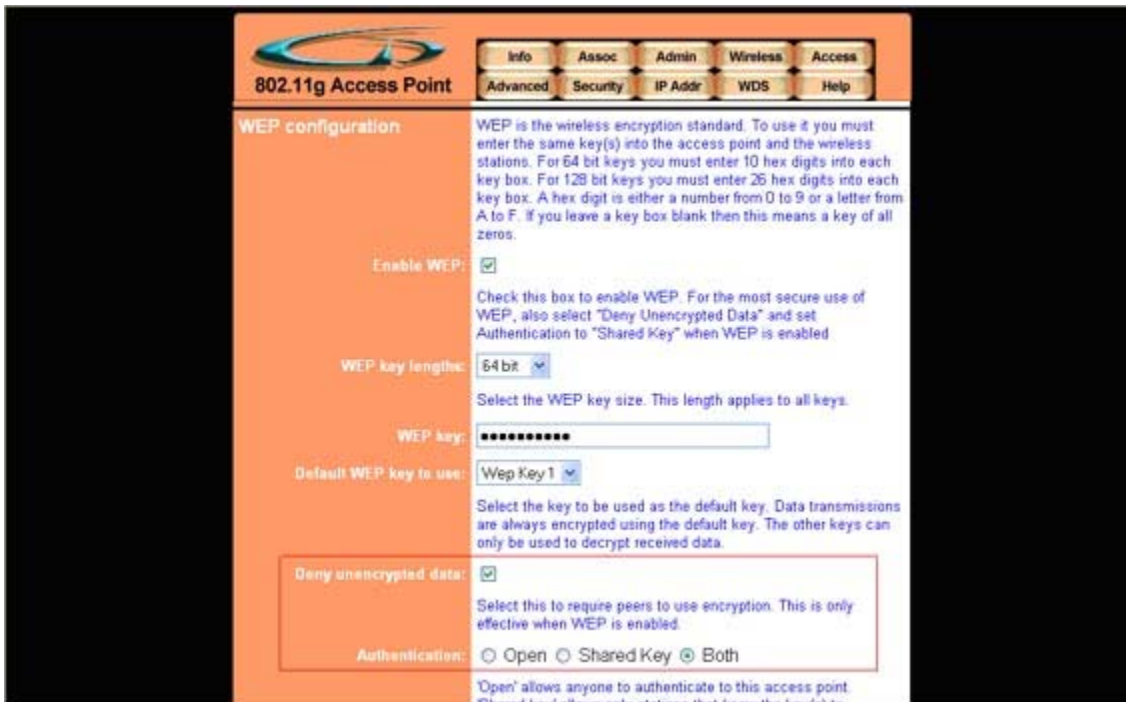 802.11g Access Point
Info Assoc Admin Wireless Access
Advanced Security IP Addr WDS Help
WEP configuration
WEP is the wireless encryption standard. To use it you must
enter the same key(s) into the access point and the wireless
stations. For 64 bit keys you must enter 10 hex digits into each
key box. For 128 bit keys you must enter 26 hex digits into each
key box. A hex digit is either a number from 0 to 9 or a letter from
A to F. If you leave a key box blank then this means a key of all
zeros.
Enable WEP:
Check this box to enable WEP. For the most secure use of
WEP, also select "Deny Unencrypted Data" and set
Authentication to "Shared Key" when WEP is enabled
WEP key lengths: 64 bit
Select the WEP key size. This length applies to all keys.
WEP key: ●●●●●●●●●●
Default WEP key to use: Wep Key 1
Select the key to be used as the default key. Data transmissions
are always encrypted using the default key. The other keys can
only be used to decrypt received data.
Deny unencrypted data:
Select this to require peers to use encryption. This is only
effective when WEP is enabled.
Authentication: Open Shared Key Both
'Open' allows anyone to authenticate to this access point.